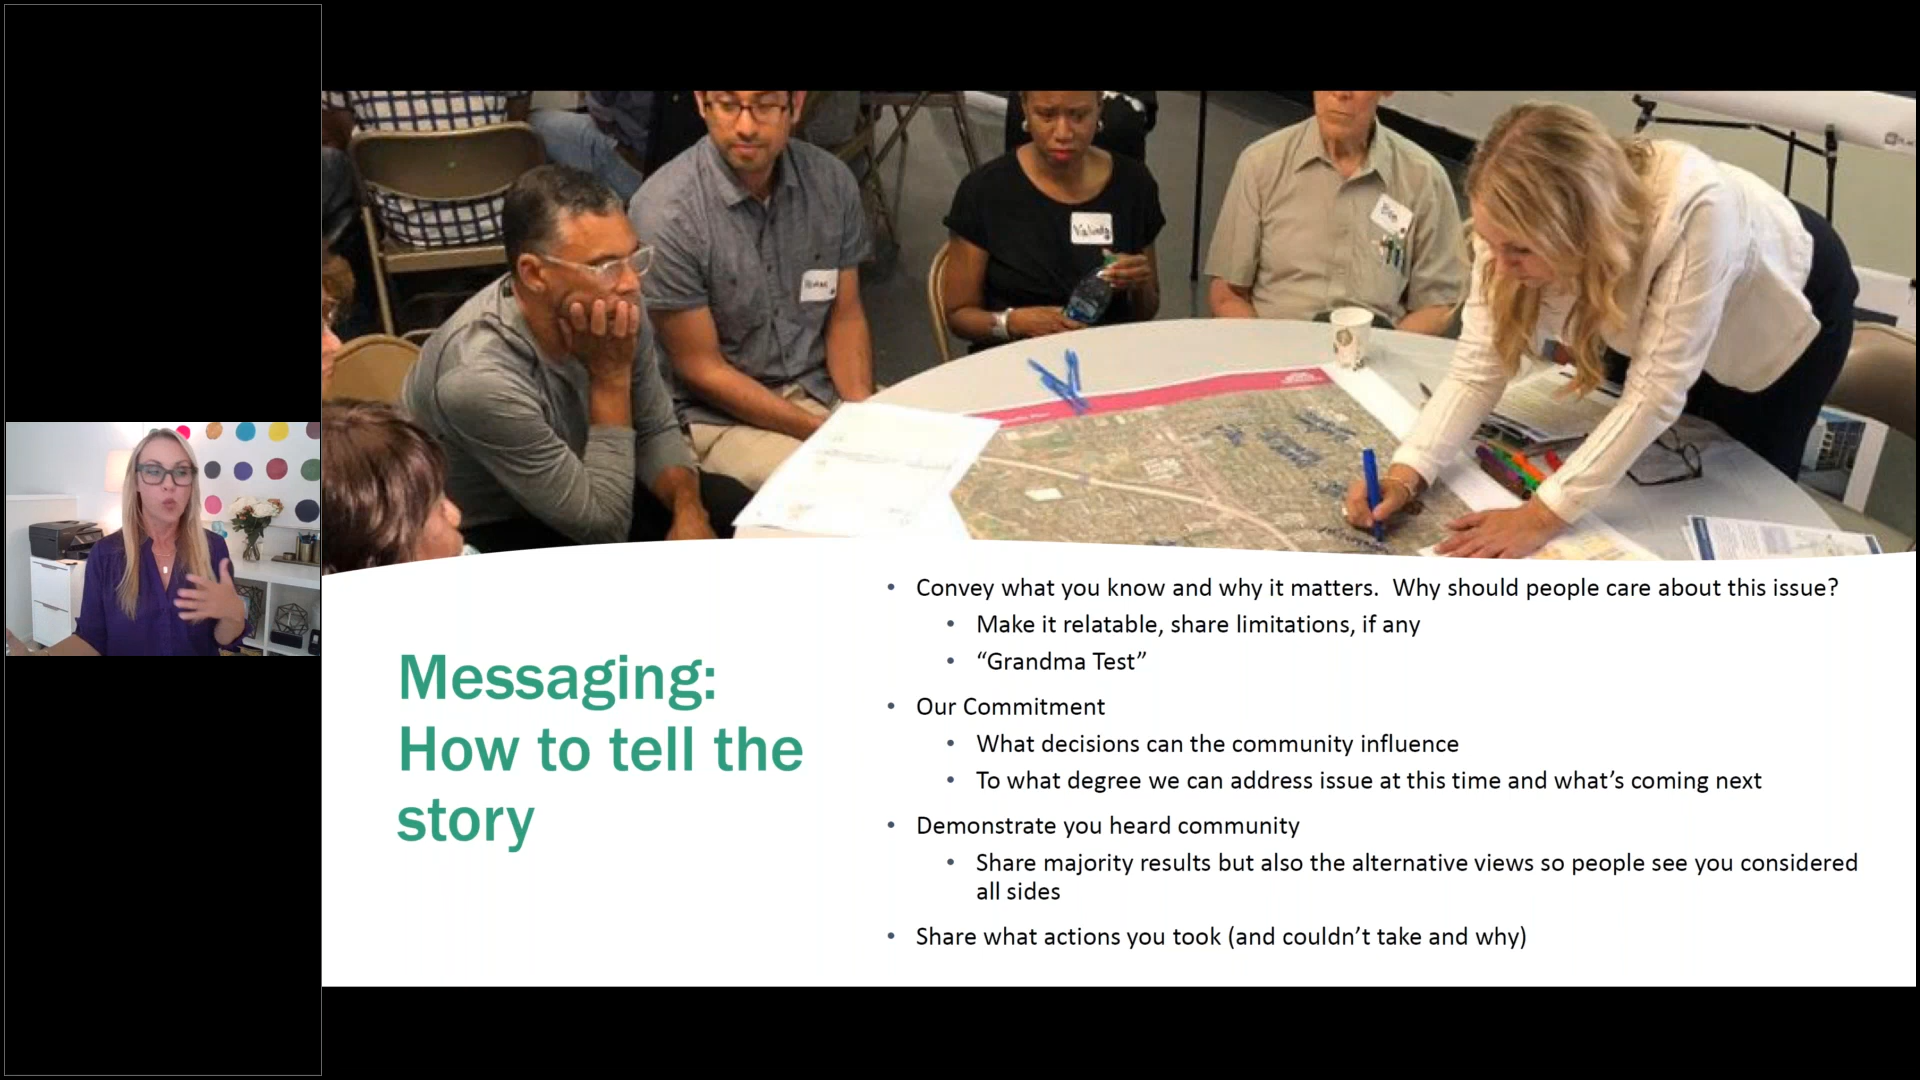 Ben
Messaging:
How to tell the
story
• Convey what you know and why it matters.  Why should people care about this issue?
• Make it relatable, share limitations, if any
• “Grandma Test”
• Our Commitment
• What decisions can the community influence
• To what degree we can address issue at this time and what’s coming next
• Demonstrate you heard community
• Share majority results but also the alternative views so people see you considered
all sides
• Share what actions you took (and couldn’t take and why)